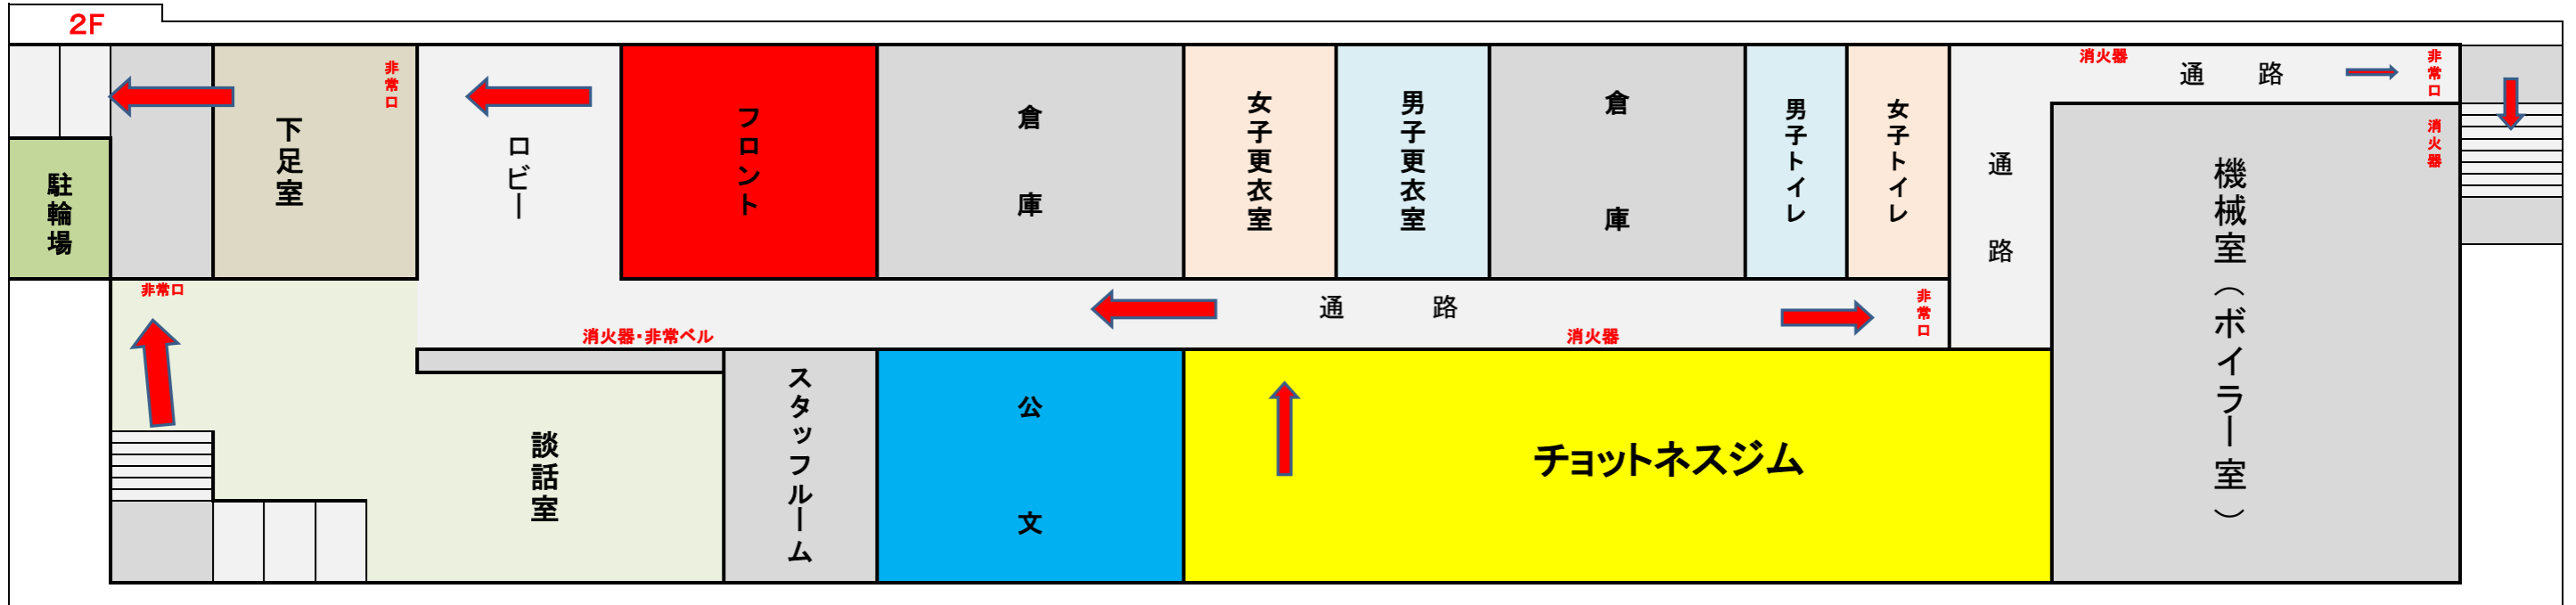 2F
駐輪場
下足室
非常口
ロビー
フロント
倉庫
女子更衣室
男子更衣室
倉庫
男子トイレ
女子トイレ
通路
消火器
通路
非常口
消火器
機械室(ボイラー室)
非常口
消火器・非常ベル
通路
消火器
非常口
談話室
スタッフルーム
公文
チョットネスジム